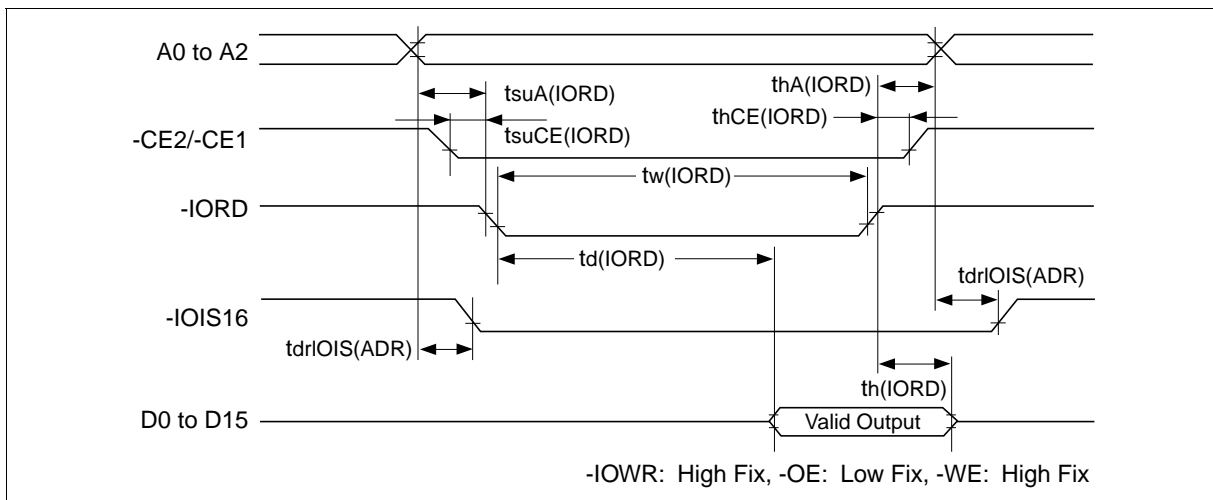 A0 to A2
tsuA(IORD)
thA(IORD)
-CE2/-CE1
tsuCE(IORD)
thCE(IORD)
tw(IORD)
-IORD
td(IORD)
tdrIOIS(ADR)
-IOIS16
tdrIOIS(ADR)
th(IORD)
D0 to D15
Valid Output
-IOWR: High Fix, -OE: Low Fix, -WE: High Fix